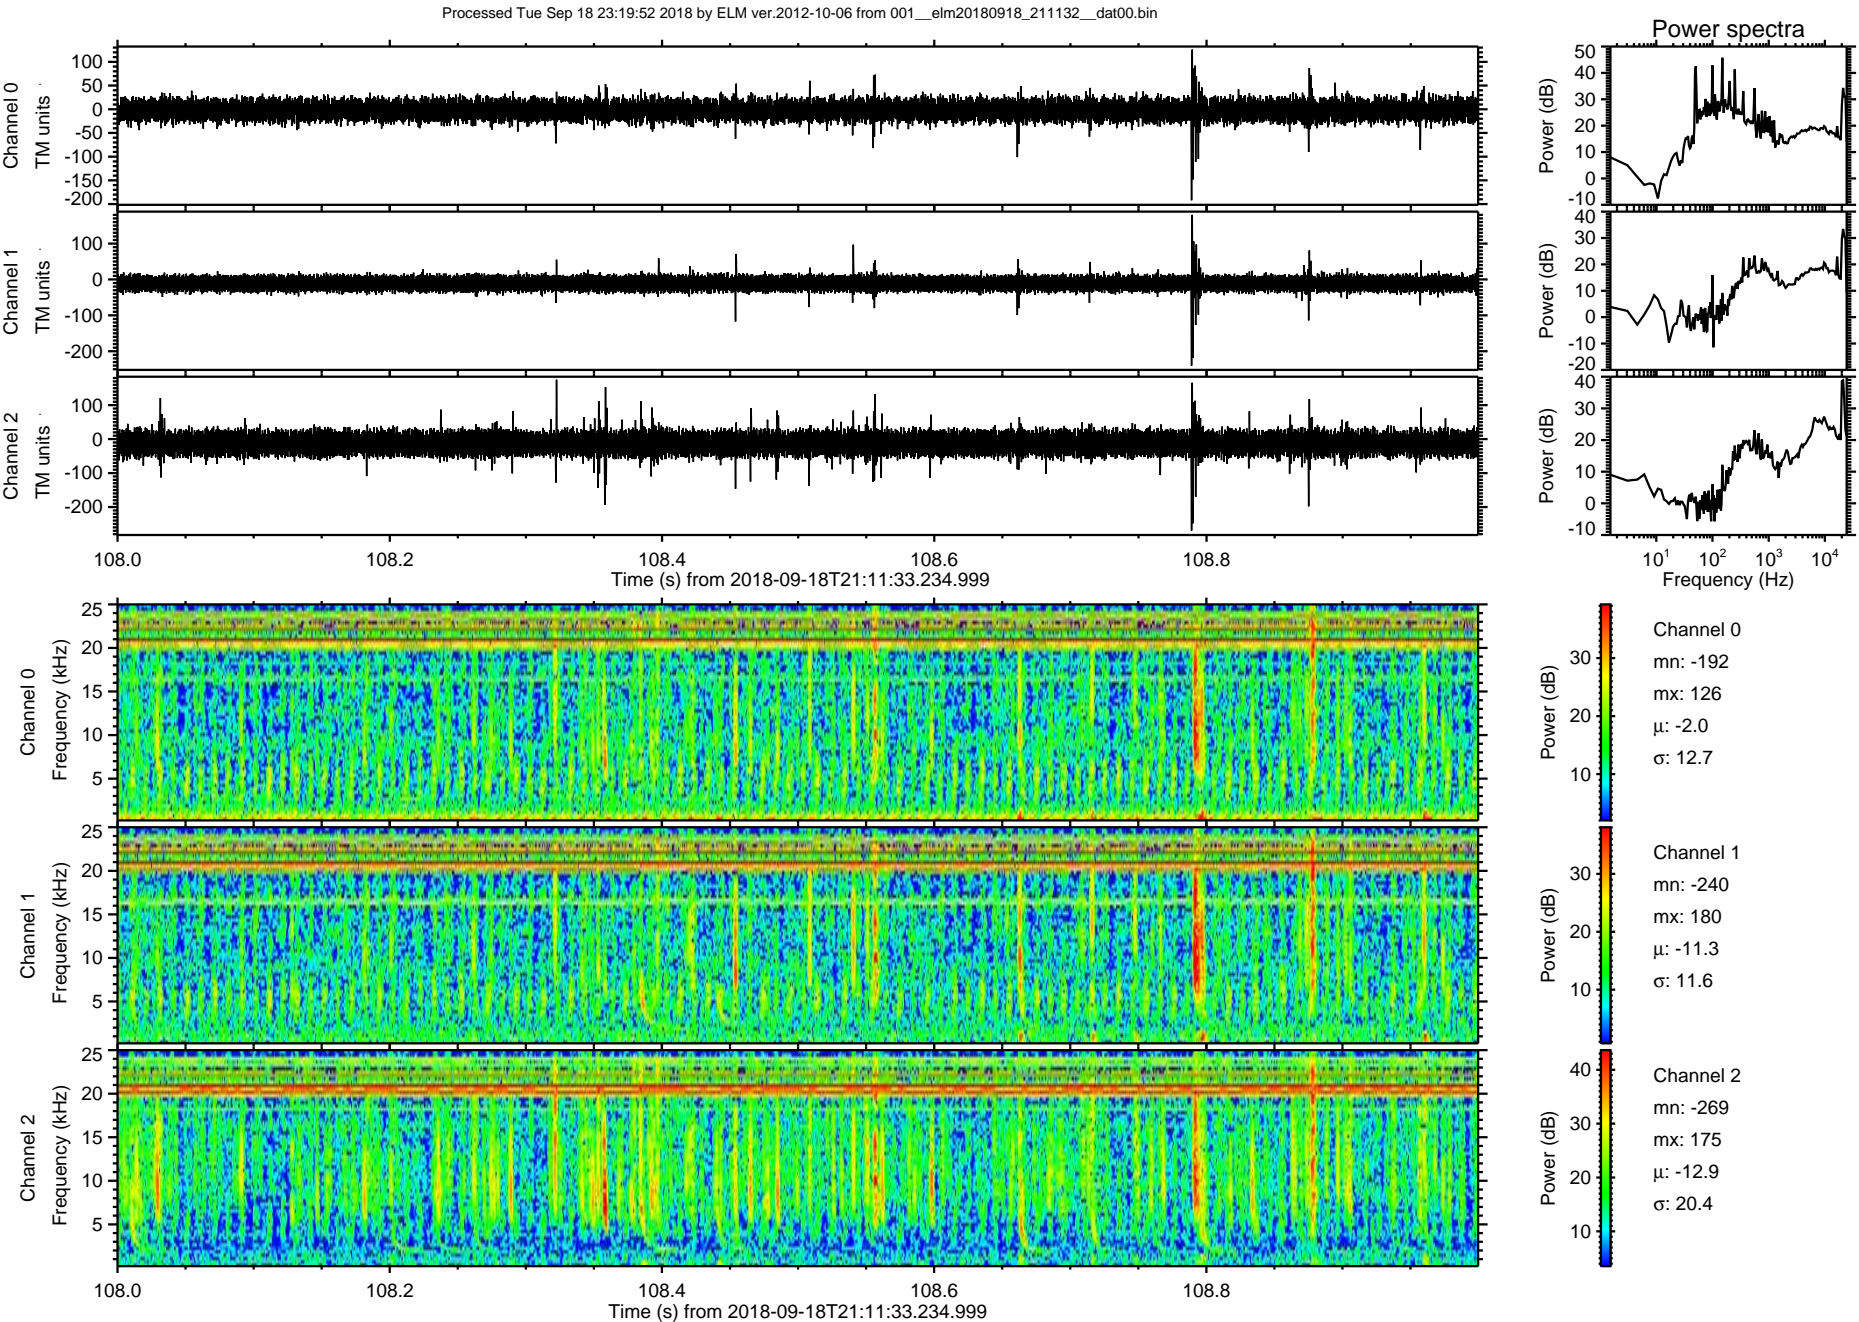 Processed Tue Sep 18 23:19:52 2018 by ELM ver.2012-10-06 from 001__elm20180918_211132__dat00.bin
Power spectra
Channel 0
TM units
100
50
0
-50
-100
-150
-200
Power (dB)
50
40
30
20
10
0
-10
Channel 1
TM units
100
0
-100
-200
Power (dB)
40
30
20
10
0
-10
-20
Channel 2
TM units
100
0
-100
-200
Power (dB)
40
30
20
10
0
-10
108.0 108.2 108.4 108.6 108.8
Time (s) from 2018-09-18T21:11:33.234.999
10¹ 10² 10³ 10⁴
Frequency (Hz)
Channel 0
Frequency (kHz)
25
20
15
10
5
Power (dB)
30
20
10
Channel 0
mn: -192
mx: 126
μ: -2.0
σ: 12.7
Channel 1
Frequency (kHz)
25
20
15
10
5
Power (dB)
30
20
10
Channel 1
mn: -240
mx: 180
μ: -11.3
σ: 11.6
Channel 2
Frequency (kHz)
25
20
15
10
5
Power (dB)
40
30
20
10
Channel 2
mn: -269
mx: 175
μ: -12.9
σ: 20.4
108.0 108.2 108.4 108.6 108.8
Time (s) from 2018-09-18T21:11:33.234.999